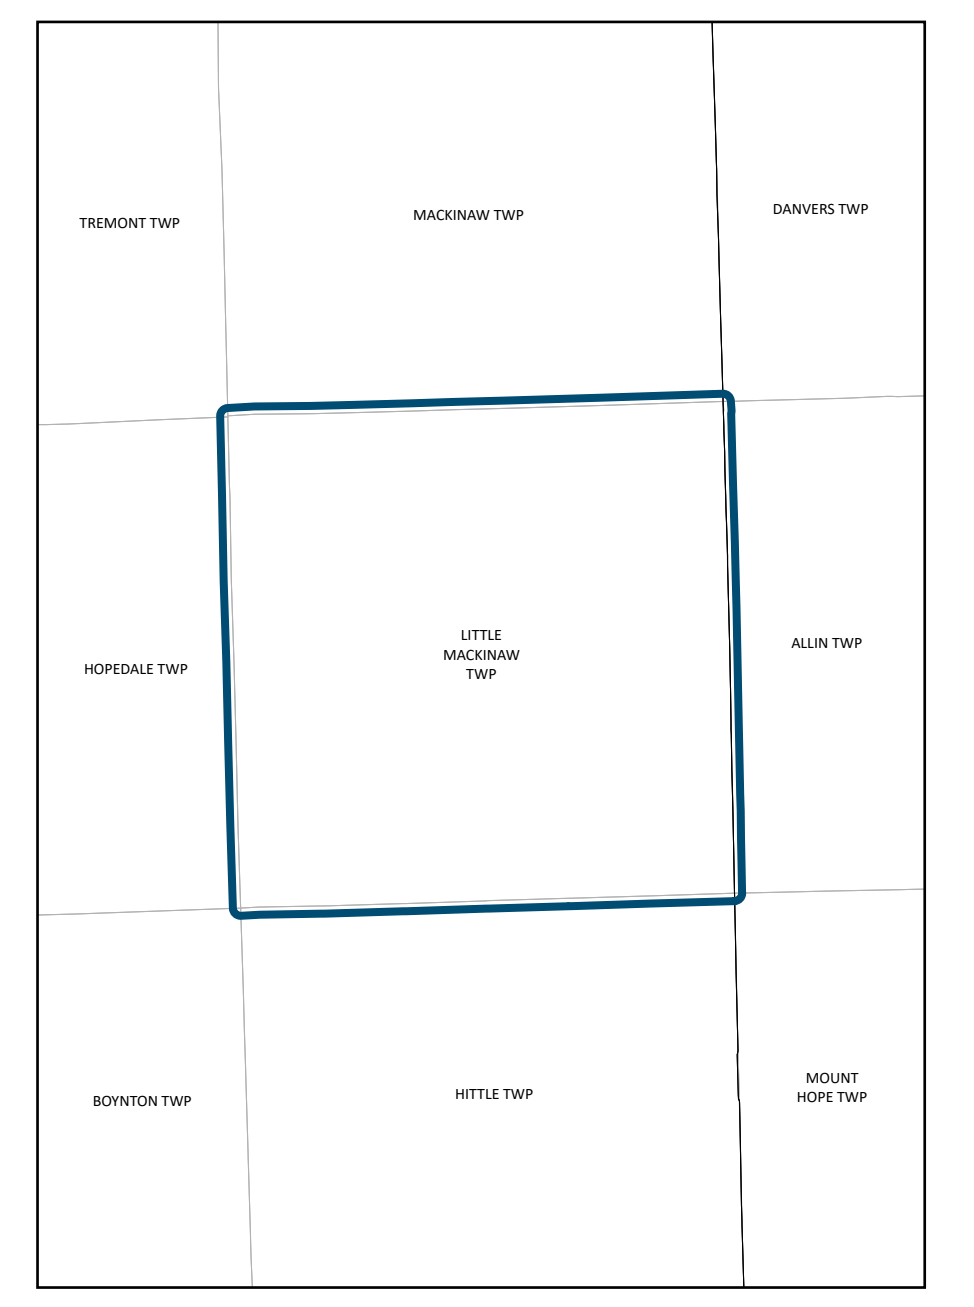 TREMONT TWP
MACKINAW TWP
DANVERS TWP
HOPEDALE TWP
LITTLE
MACKINAW
TWP
ALLIN TWP
BOYNTON TWP
HITTLE TWP
MOUNT
HOPE TWP